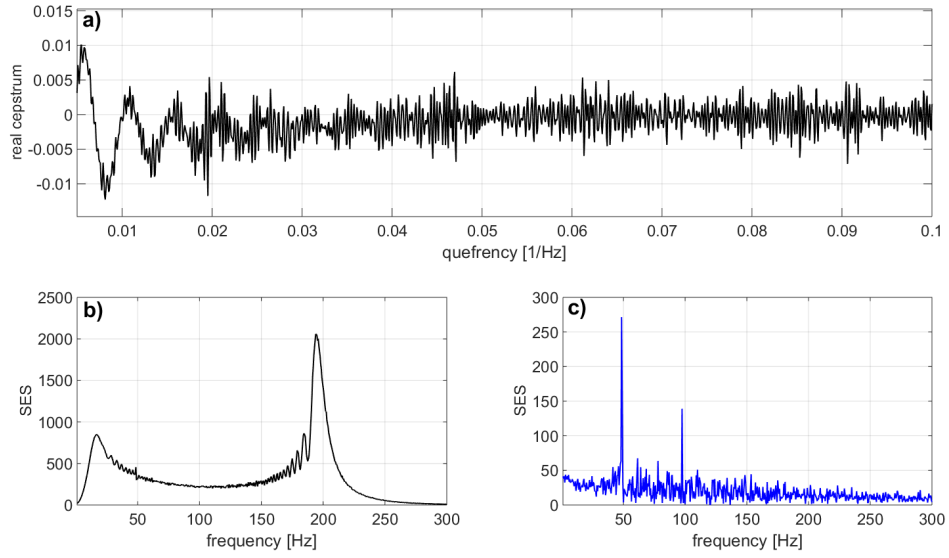 a)
0.015
0.01
0.005
0
-0.005
-0.01
real cepstrum
0.01 0.02 0.03 0.04 0.05 0.06 0.07 0.08 0.09 0.1
quefrency [1/Hz]
b)
2500
2000
1500
1000
500
0
SES
50 100 150 200 250 300
frequency [Hz]
c)
300
250
200
150
100
50
0
SES
50 100 150 200 250 300
frequency [Hz]